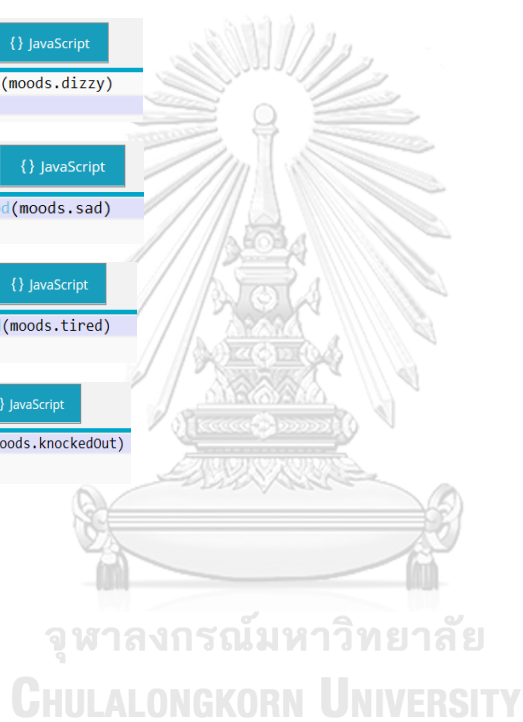 {} JavaScript
(moods.dizzy)
{} JavaScript
d(moods.sad)
{} JavaScript
(moods.tired)
} JavaScript
oods.knockedOut)
จุฬาลงกรณ์มหาวิทยาลัย
CHULALONGKORN UNIVERSITY